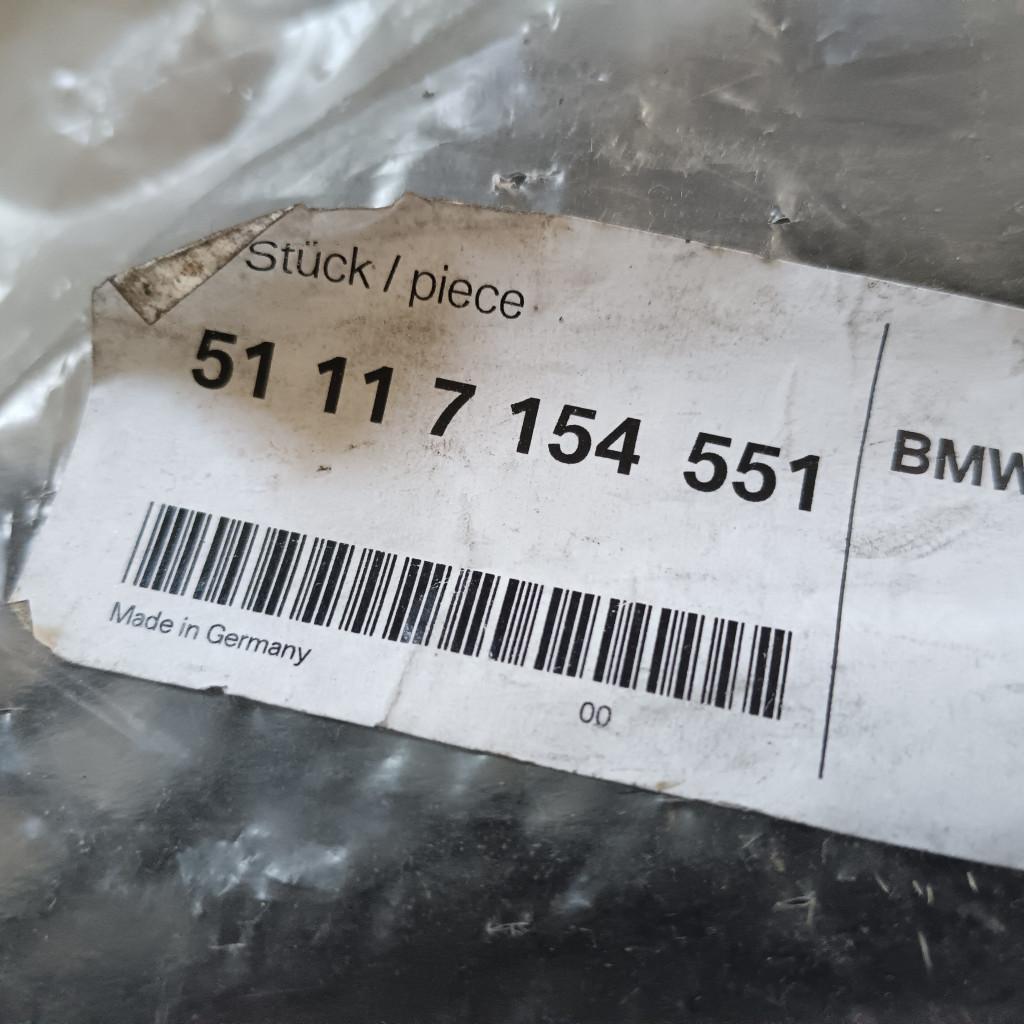 Stück / piece
51 11 7 154 551
BMW
Made in Germany
00